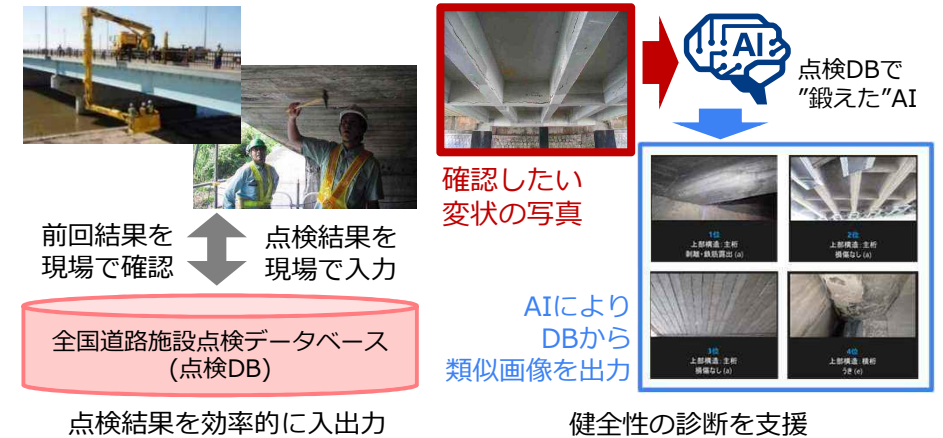 前回結果を
現場で確認
点検結果を
現場で入力
全国道路施設点検データベース
(点検DB)
点検結果を効率的に入出力
確認したい
変状の写真
AI
点検DBで
”鍛えた”AI
AIにより
DBから
類似画像を出力
1位
上部構造：主桁
剥離・鉄筋露出 (a)
2位
上部構造：主桁
損傷なし (a)
3位
上部構造：主桁
損傷なし (a)
4位
上部構造：横桁
うき (e)
健全性の診断を支援